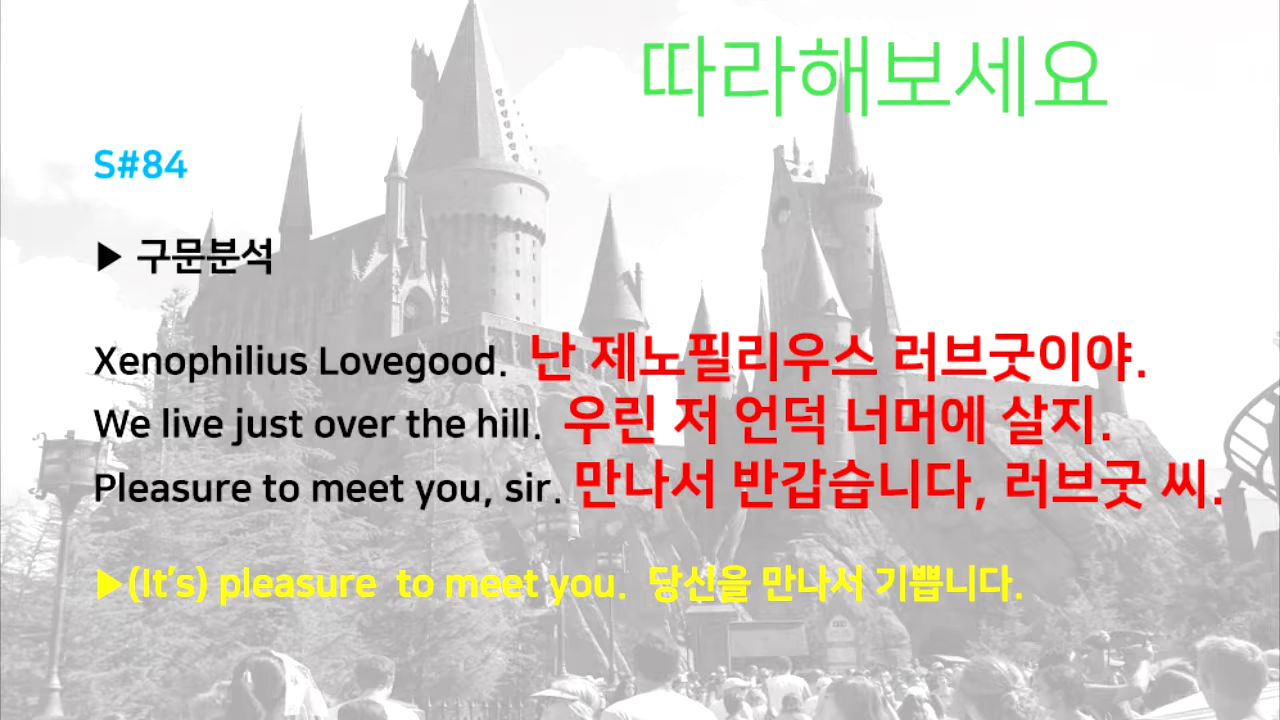 따라해보세요
S#84
▶ 구문분석
Xenophilius Lovegood. 난 제노필리우스 러브굿이야.
We live just over the hill. 우린 저 언덕 너머에 살지.
Pleasure to meet you, sir. 만나서 반갑습니다, 러브굿 씨.
▶(It's) pleasure to meet you. 당신을 만나서 기쁩니다.